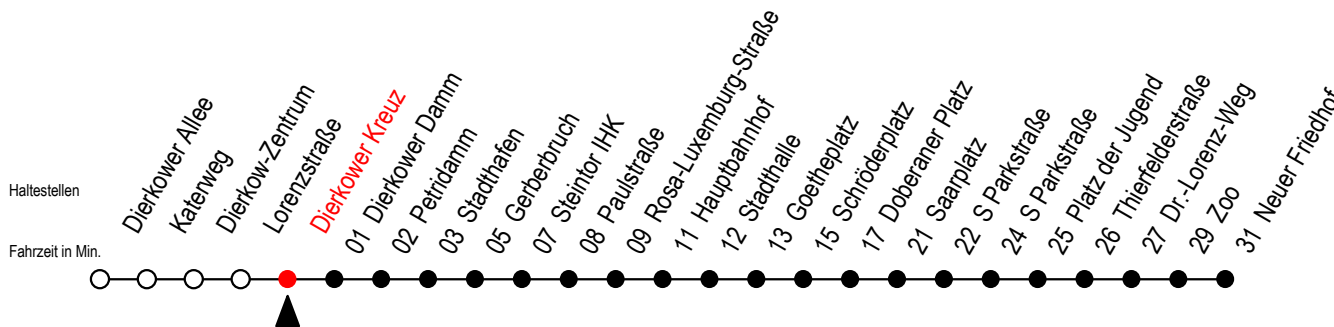 Haltestellen
Fahrzeit in Min.
Dierkower Allee
Katerweg
Dierkow-Zentrum
Lorenzstraße
Dierkower Kreuz
01 Dierkower Damm
02 Petridamm
03 Stadthafen
05 Gerberbruch
07 Steintor IHK
08 Paulstraße
09 Rosa-Luxemburg-Straße
11 Hauptbahnhof
12 Stadthalle
13 Goetheplatz
15 Schröderplatz
17 Doberaner Platz
21 Saarplatz
22 S Parkstraße
24 S Parkstraße
25 Platz der Jugend
26 Thierfelderstraße
27 Dr.-Lorenz-Weg
29 Zoo
31 Neuer Friedhof